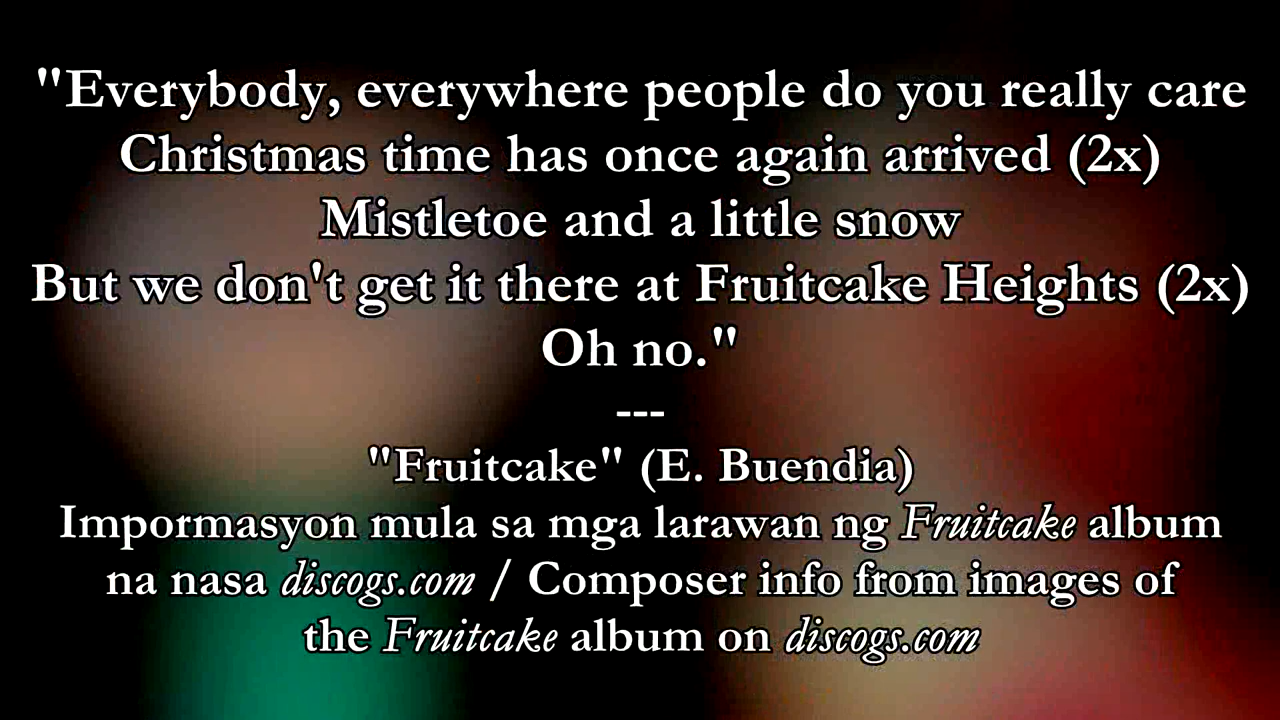 "Everybody, everywhere people do you really care
Christmas time has once again arrived (2x)
Mistletoe and a little snow
But we don't get it there at Fruitcake Heights (2x)
Oh no."
---
"Fruitcake" (E. Buendia)
Impormasyon mula sa mga larawan ng Fruitcake album
na nasa discogs.com / Composer info from images of
the Fruitcake album on discogs.com